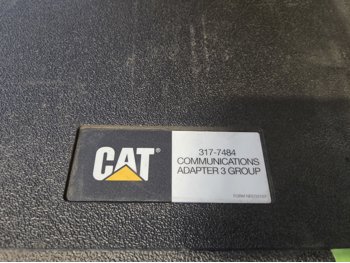 CAT®
317-7484
COMMUNICATIONS
ADAPTER 3 GROUP